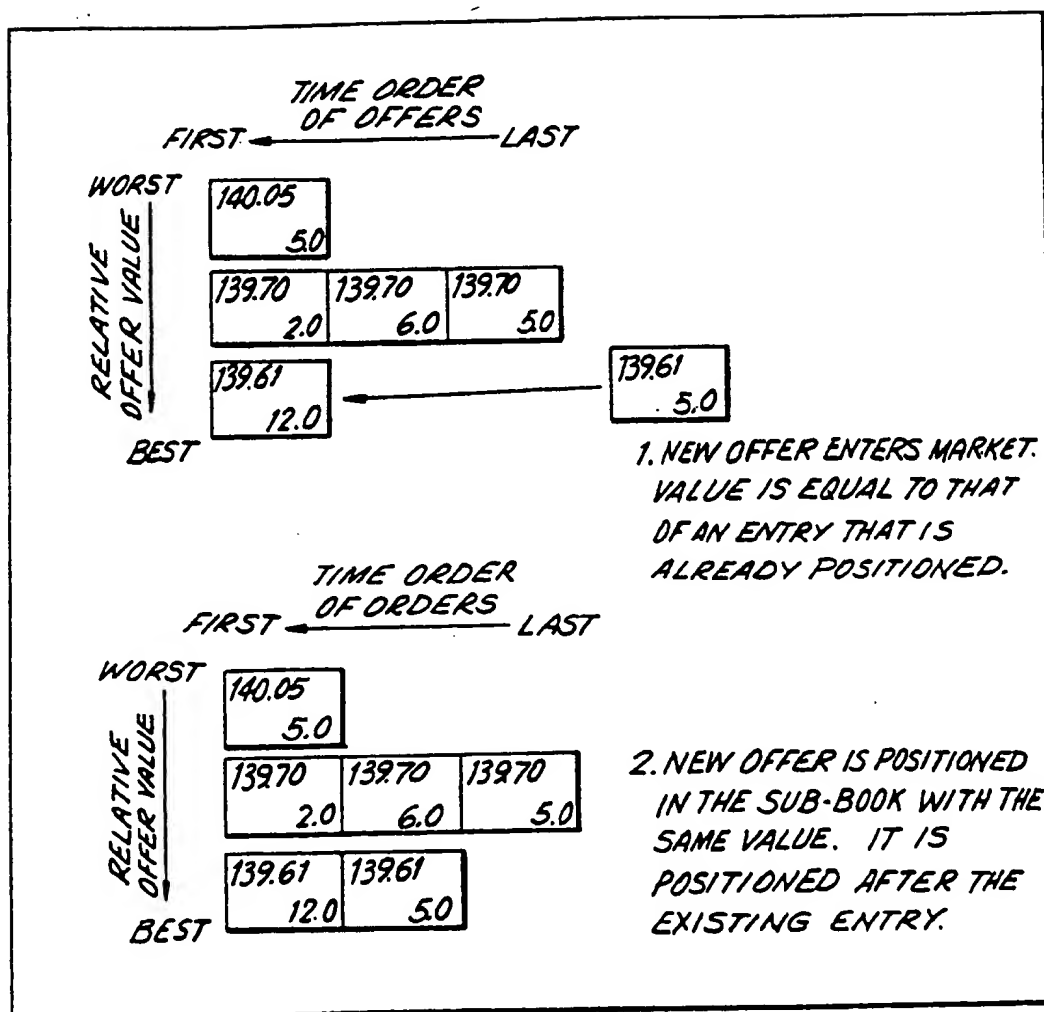 TIME ORDER
OF OFFERS
FIRST LAST
WORST
RELATIVE
OFFER VALUE
BEST
140.05
5.0
139.70 139.70 139.70
2.0 6.0 5.0
139.61 139.61
12.0 5.0
1. NEW OFFER ENTERS MARKET.
VALUE IS EQUAL TO THAT
OF AN ENTRY THAT IS
ALREADY POSITIONED.
TIME ORDER
OF ORDERS
FIRST LAST
WORST
RELATIVE
OFFER VALUE
BEST
140.05
5.0
139.70 139.70 139.70
2.0 6.0 5.0
139.61 139.61
12.0 5.0
2. NEW OFFER IS POSITIONED
IN THE SUB-BOOK WITH THE
SAME VALUE. IT IS
POSITIONED AFTER THE
EXISTING ENTRY.